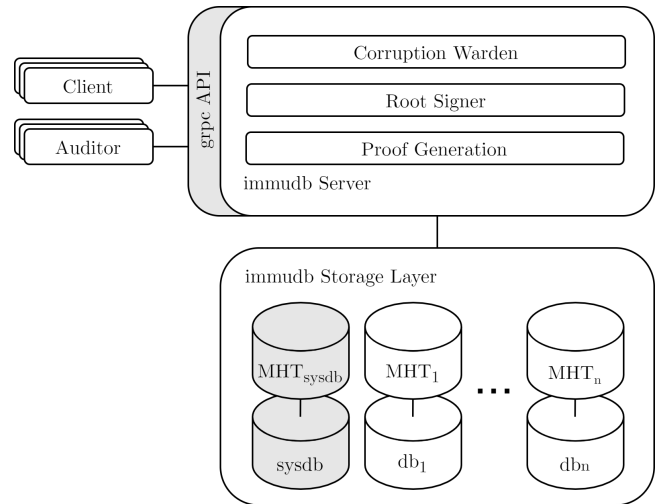 Corruption Warden
Client
grpc API
Root Signer
Auditor
Proof Generation
immudb Server
immudb Storage Layer
MHTsysdb
MHT1
...
MHTn
sysdb
db1
dbn